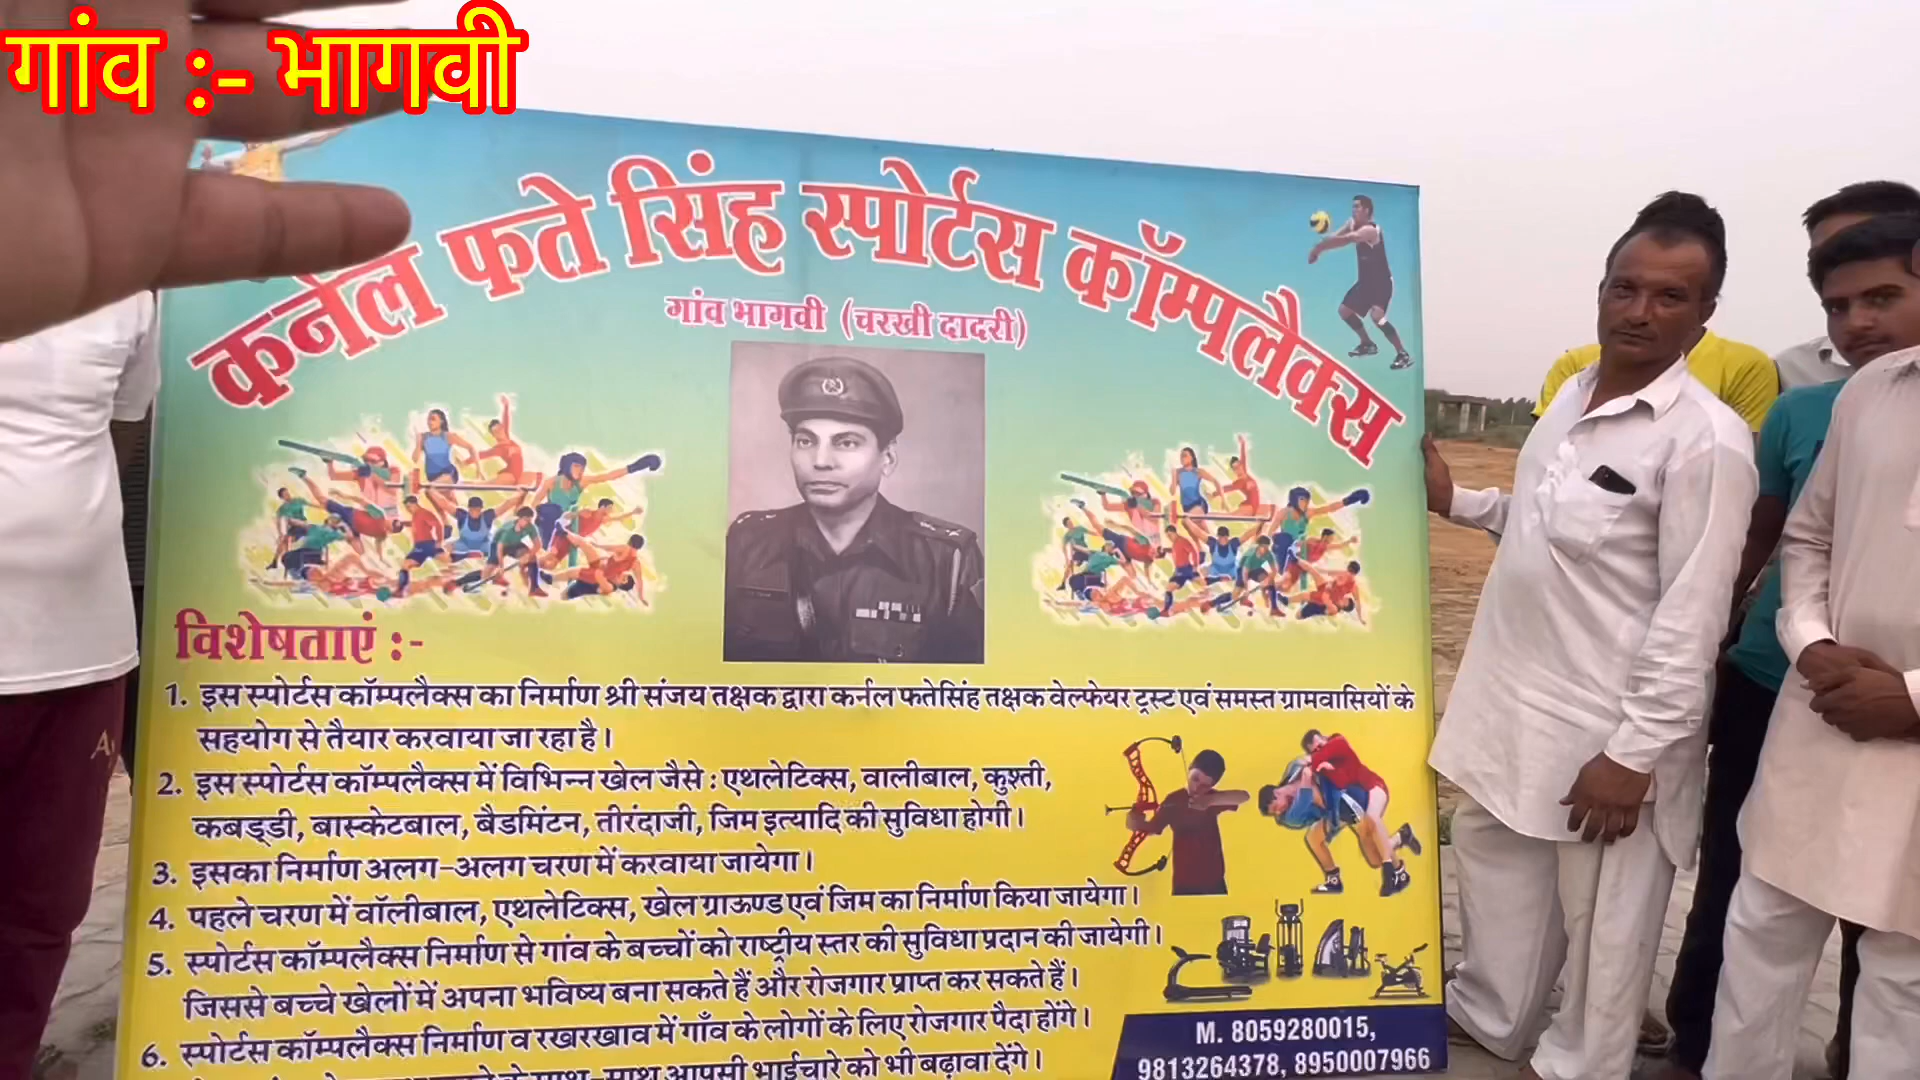 गांव :- भागवी
कर्नल फते सिंह स्पोर्टस कॉम्पलैक्स
गांव भागवी (चरखी दादरी)
विशेषताएं :-
1. इस स्पोर्टस कॉम्पलैक्स का निर्माण श्री संजय तक्षक द्वारा कर्नल फतेसिंह तक्षक वेल्फेयर ट्रस्ट एवं समस्त ग्रामवासियों के
सहयोग से तैयार करवाया जा रहा है।
2. इस स्पोर्टस कॉम्पलैक्स में विभिन्न खेल जैसे : एथलेटिक्स, वालीबाल, कुश्ती,
कबड्डी, बास्केटबाल, बैडमिंटन, तीरंदाजी, जिम इत्यादि की सुविधा होगी।
3. इसका निर्माण अलग-अलग चरण में करवाया जायेगा।
4. पहले चरण में वॉलीबाल, एथलेटिक्स, खेल ग्राऊण्ड एवं जिम का निर्माण किया जायेगा।
5. स्पोर्टस कॉम्पलैक्स निर्माण से गांव के बच्चों को राष्ट्रीय स्तर की सुविधा प्रदान की जायेगी।
जिससे बच्चे खेलों में अपना भविष्य बना सकते हैं और रोजगार प्राप्त कर सकते हैं।
6. स्पोर्टस कॉम्पलैक्स निर्माण व रखरखाव में गाँव के लोगों के लिए रोजगार पैदा होंगे।
साथ-साथ आपसी भाईचारे को भी बढ़ावा देंगे।
M. 8059280015,
9813264378, 8950007966